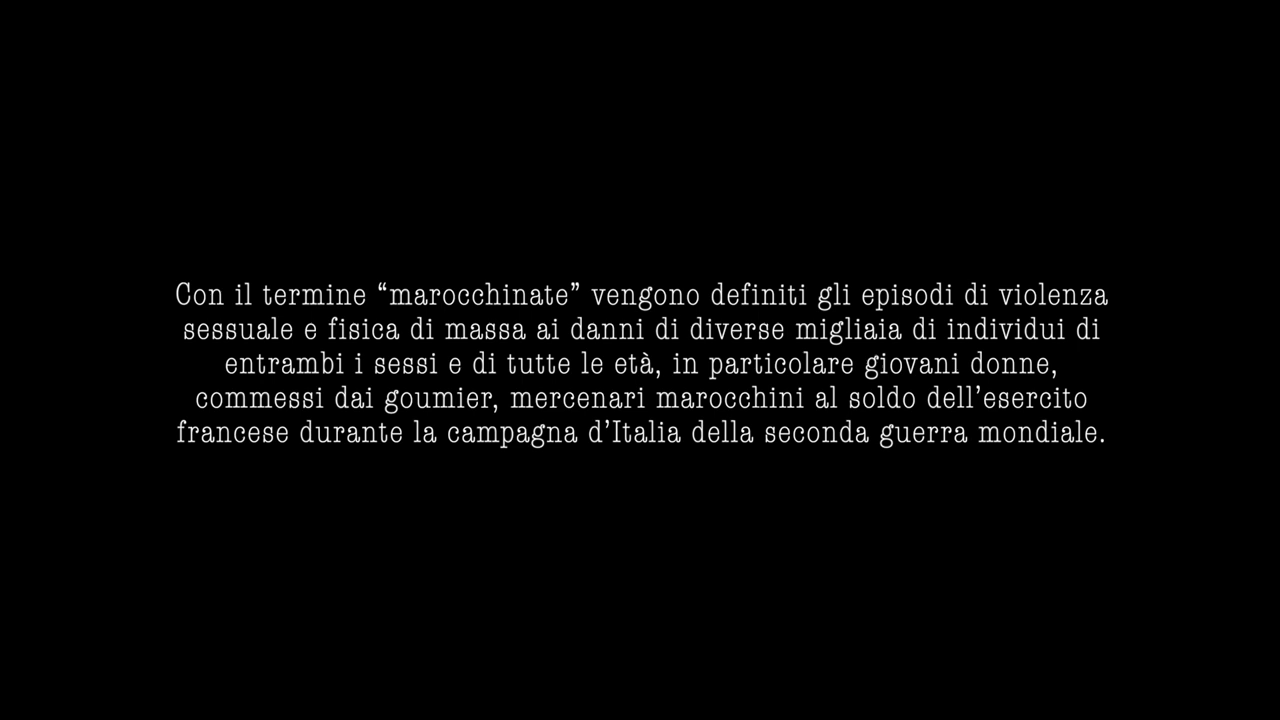 Con il termine “marocchinate” vengono definiti gli episodi di violenza
sessuale e fisica di massa ai danni di diverse migliaia di individui di
entrambi i sessi e di tutte le età, in particolare giovani donne,
commessi dai goumier, mercenari marocchini al soldo dell’esercito
francese durante la campagna d’Italia della seconda guerra mondiale.